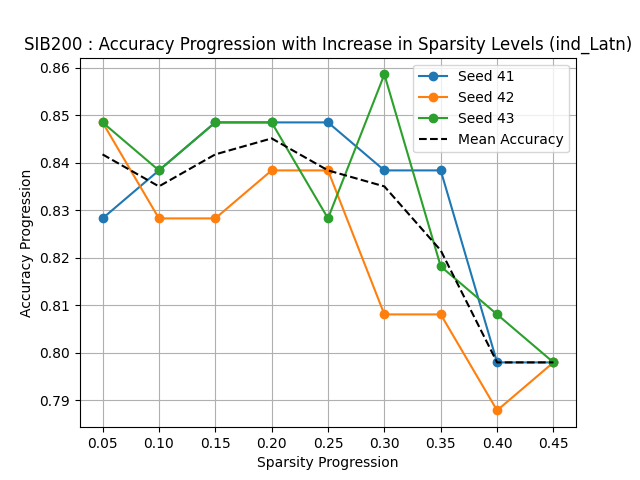 SIB200 : Accuracy Progression with Increase in Sparsity Levels (ind_Latn)
0.86
0.85
0.84
0.83
0.82
0.81
0.80
0.79
Accuracy Progression
Seed 41
Seed 42
Seed 43
Mean Accuracy
0.05 0.10 0.15 0.20 0.25 0.30 0.35 0.40 0.45
Sparsity Progression